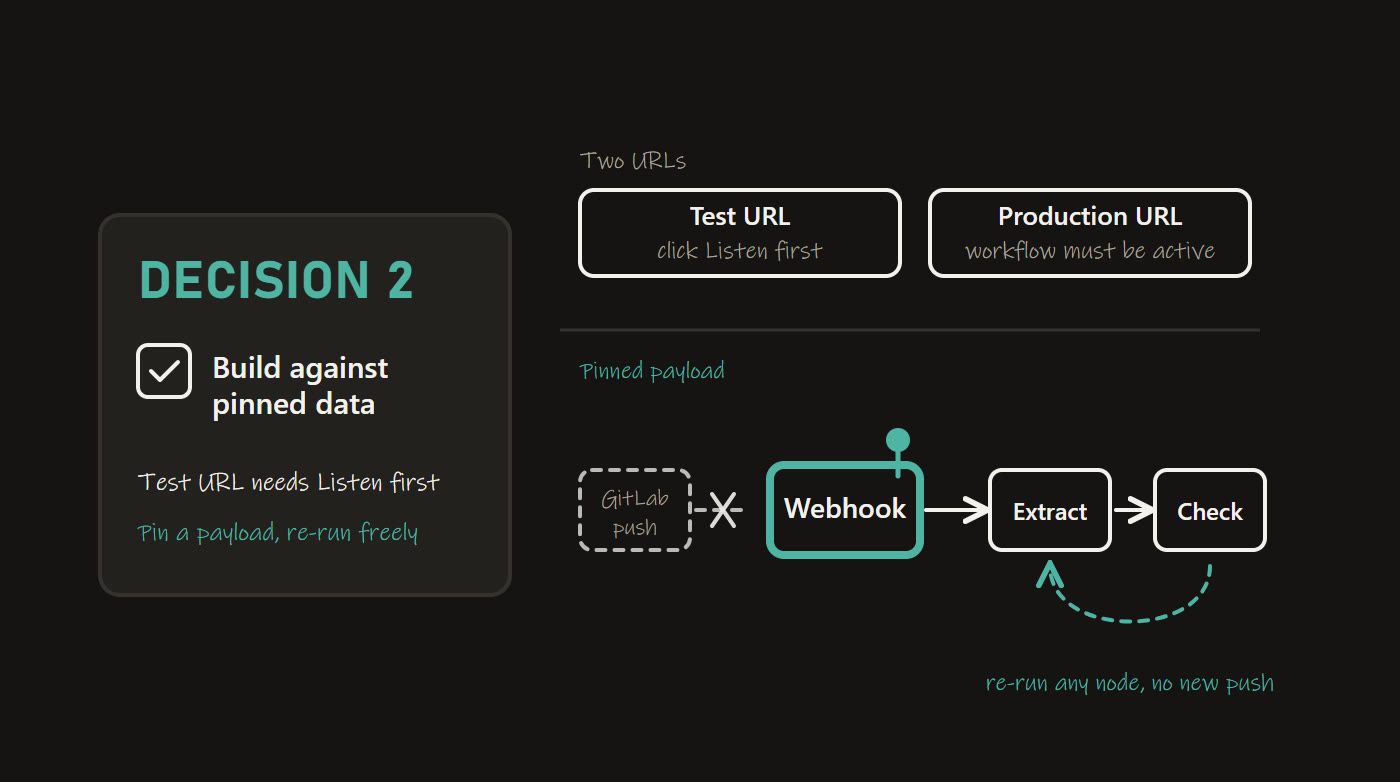 DECISION 2
Build against
pinned data
Test URL needs Listen first
Pin a payload, re-run freely
Two URLs
Test URL
click Listen first
Production URL
workflow must be active
Pinned payload
GitLab
push
Webhook
Extract
Check
re-run any node, no new push